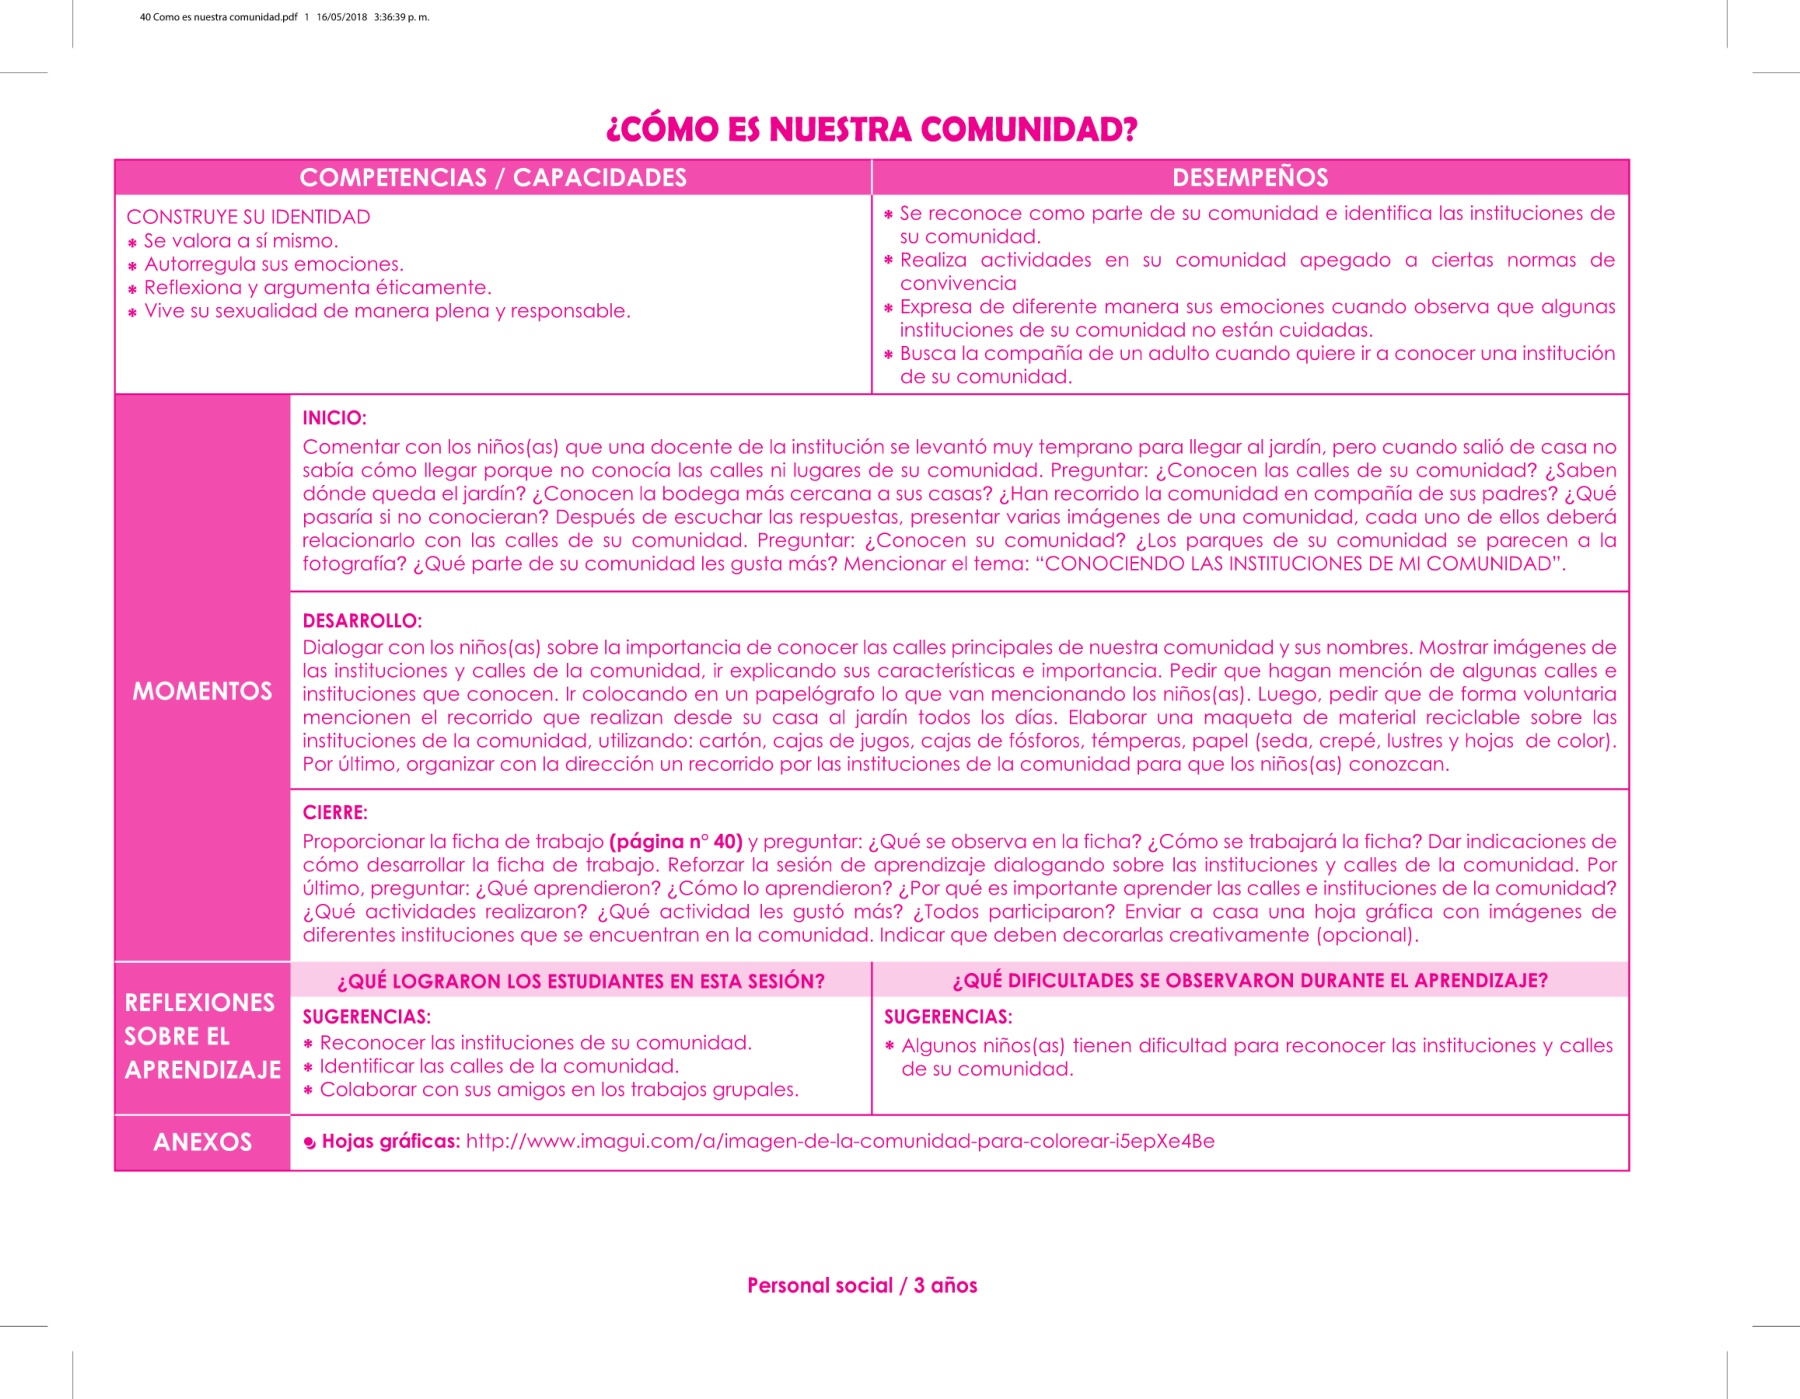 40 Como es nuestra comunidad.pdf   1   16/05/2018   3:36:39 p. m.
¿CÓMO ES NUESTRA COMUNIDAD?
COMPETENCIAS / CAPACIDADES
CONSTRUYE SU IDENTIDAD
* Se valora a sí mismo.
* Autorregula sus emociones.
* Reflexiona y argumenta éticamente.
* Vive su sexualidad de manera plena y responsable.
DESEMPEÑOS
* Se reconoce como parte de su comunidad e identifica las instituciones de
su comunidad.
* Realiza actividades en su comunidad apegado a ciertas normas de
convivencia
* Expresa de diferente manera sus emociones cuando observa que algunas
instituciones de su comunidad no están cuidadas.
* Busca la compañía de un adulto cuando quiere ir a conocer una institución
de su comunidad.
MOMENTOS
INICIO:
Comentar con los niños(as) que una docente de la institución se levantó muy temprano para llegar al jardín, pero cuando salió de casa no
sabía cómo llegar porque no conocía las calles ni lugares de su comunidad. Preguntar: ¿Conocen las calles de su comunidad? ¿Saben
dónde queda el jardín? ¿Conocen la bodega más cercana a sus casas? ¿Han recorrido la comunidad en compañía de sus padres? ¿Qué
pasaría si no conocieran? Después de escuchar las respuestas, presentar varias imágenes de una comunidad, cada uno de ellos deberá
relacionarlo con las calles de su comunidad. Preguntar: ¿Conocen su comunidad? ¿Los parques de su comunidad se parecen a la
fotografía? ¿Qué parte de su comunidad les gusta más? Mencionar el tema: “CONOCIENDO LAS INSTITUCIONES DE MI COMUNIDAD”.
DESARROLLO:
Dialogar con los niños(as) sobre la importancia de conocer las calles principales de nuestra comunidad y sus nombres. Mostrar imágenes de
las instituciones y calles de la comunidad, ir explicando sus características e importancia. Pedir que hagan mención de algunas calles e
instituciones que conocen. Ir colocando en un papelógrafo lo que van mencionando los niños(as). Luego, pedir que de forma voluntaria
mencionen el recorrido que realizan desde su casa al jardín todos los días. Elaborar una maqueta de material reciclable sobre las
instituciones de la comunidad, utilizando: cartón, cajas de jugos, cajas de fósforos, témperas, papel (seda, crepé, lustres y hojas  de color).
Por último, organizar con la dirección un recorrido por las instituciones de la comunidad para que los niños(as) conozcan.
CIERRE:
Proporcionar la ficha de trabajo (página n° 40) y preguntar: ¿Qué se observa en la ficha? ¿Cómo se trabajará la ficha? Dar indicaciones de
cómo desarrollar la ficha de trabajo. Reforzar la sesión de aprendizaje dialogando sobre las instituciones y calles de la comunidad. Por
último, preguntar: ¿Qué aprendieron? ¿Cómo lo aprendieron? ¿Por qué es importante aprender las calles e instituciones de la comunidad?
¿Qué actividades realizaron? ¿Qué actividad les gustó más? ¿Todos participaron? Enviar a casa una hoja gráfica con imágenes de
diferentes instituciones que se encuentran en la comunidad. Indicar que deben decorarlas creativamente (opcional).
REFLEXIONES
SOBRE EL
APRENDIZAJE
¿QUÉ LOGRARON LOS ESTUDIANTES EN ESTA SESIÓN?
SUGERENCIAS:
* Reconocer las instituciones de su comunidad.
* Identificar las calles de la comunidad.
* Colaborar con sus amigos en los trabajos grupales.
¿QUÉ DIFICULTADES SE OBSERVARON DURANTE EL APRENDIZAJE?
SUGERENCIAS:
* Algunos niños(as) tienen dificultad para reconocer las instituciones y calles
de su comunidad.
ANEXOS
Hojas gráficas: http://www.imagui.com/a/imagen-de-la-comunidad-para-colorear-i5epXe4Be
Personal social / 3 años